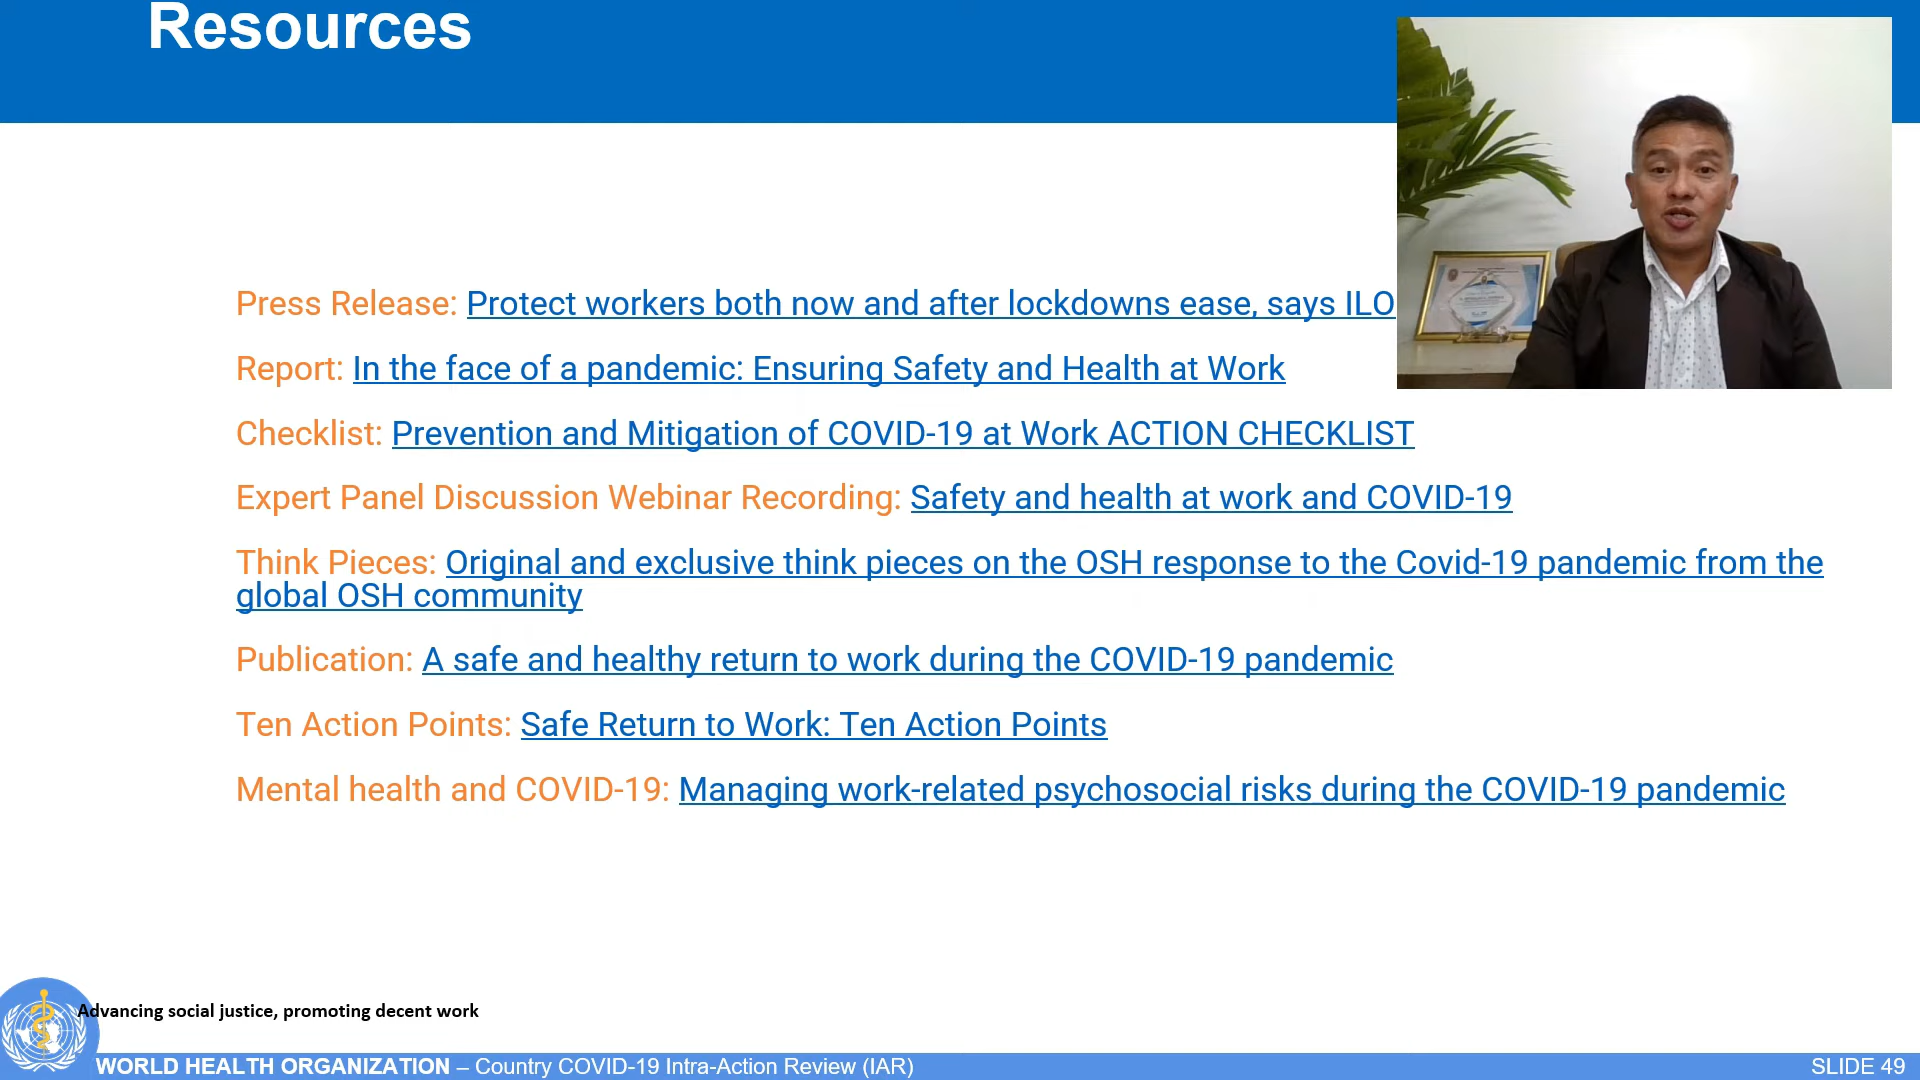 Resources
Press Release: Protect workers both now and after lockdowns ease, says ILO
Report: In the face of a pandemic: Ensuring Safety and Health at Work
Checklist: Prevention and Mitigation of COVID-19 at Work ACTION CHECKLIST
Expert Panel Discussion Webinar Recording: Safety and health at work and COVID-19
Think Pieces: Original and exclusive think pieces on the OSH response to the Covid-19 pandemic from the
global OSH community
Publication: A safe and healthy return to work during the COVID-19 pandemic
Ten Action Points: Safe Return to Work: Ten Action Points
Mental health and COVID-19: Managing work-related psychosocial risks during the COVID-19 pandemic
Advancing social justice, promoting decent work
WORLD HEALTH ORGANIZATION – Country COVID-19 Intra-Action Review (IAR)
SLIDE 49